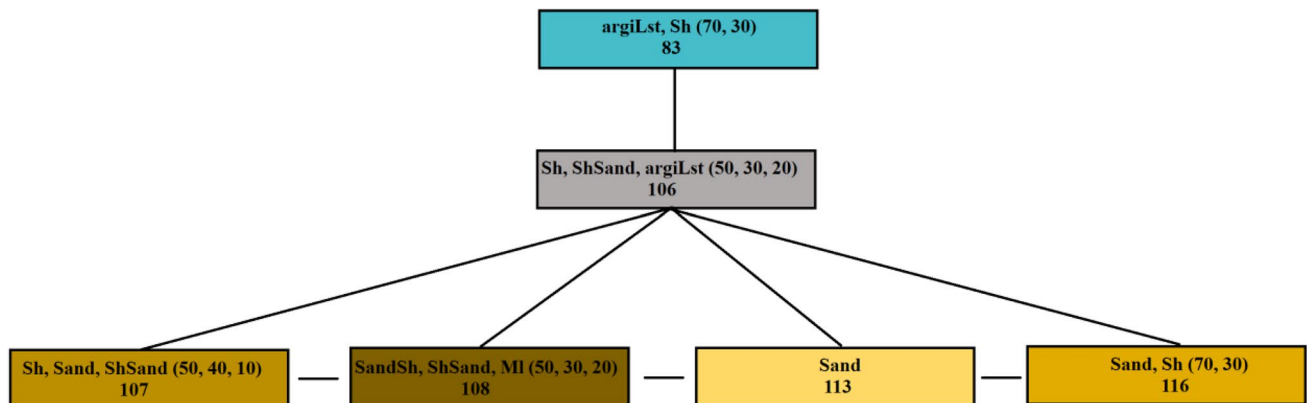 argiLst, Sh (70, 30)
83
Sh, ShSand, argiLst (50, 30, 20)
106
Sh, Sand, ShSand (50, 40, 10)
107
SandSh, ShSand, Ml (50, 30, 20)
108
Sand
113
Sand, Sh (70, 30)
116